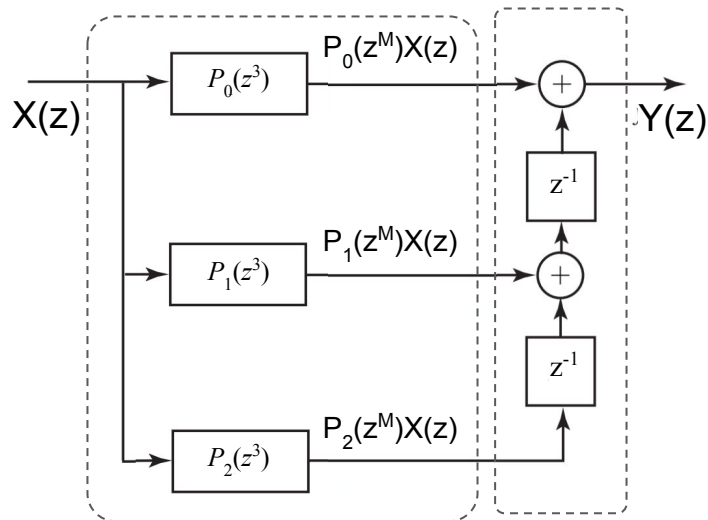 P₀(zᴹ)X(z)
P₀(z³)
+
X(z)
Y(z)
z⁻¹
P₁(zᴹ)X(z)
P₁(z³)
+
z⁻¹
P₂(zᴹ)X(z)
P₂(z³)